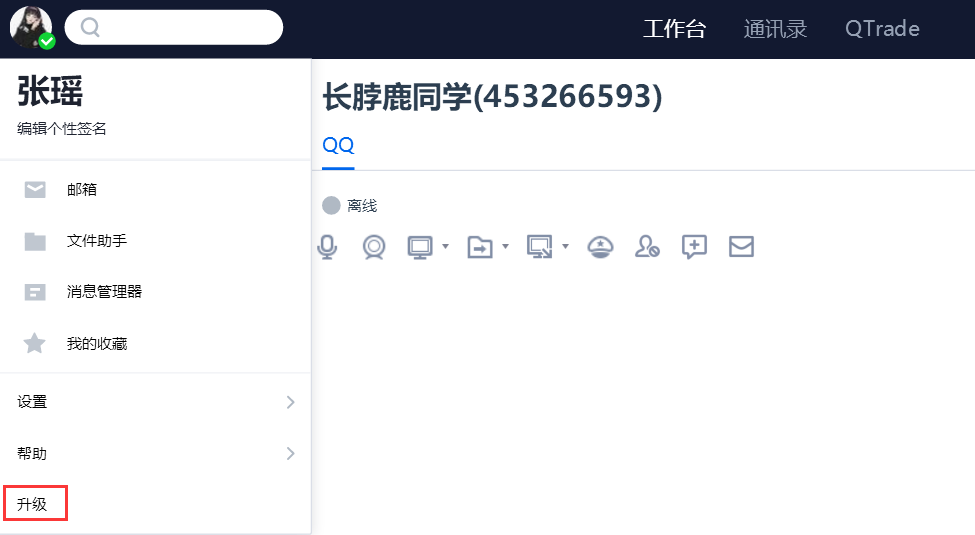 工作台 通讯录 QTrade
张瑶
编辑个性签名
邮箱
文件助手
消息管理器
我的收藏
设置
帮助
升级
长脖鹿同学(453266593)
QQ
离线